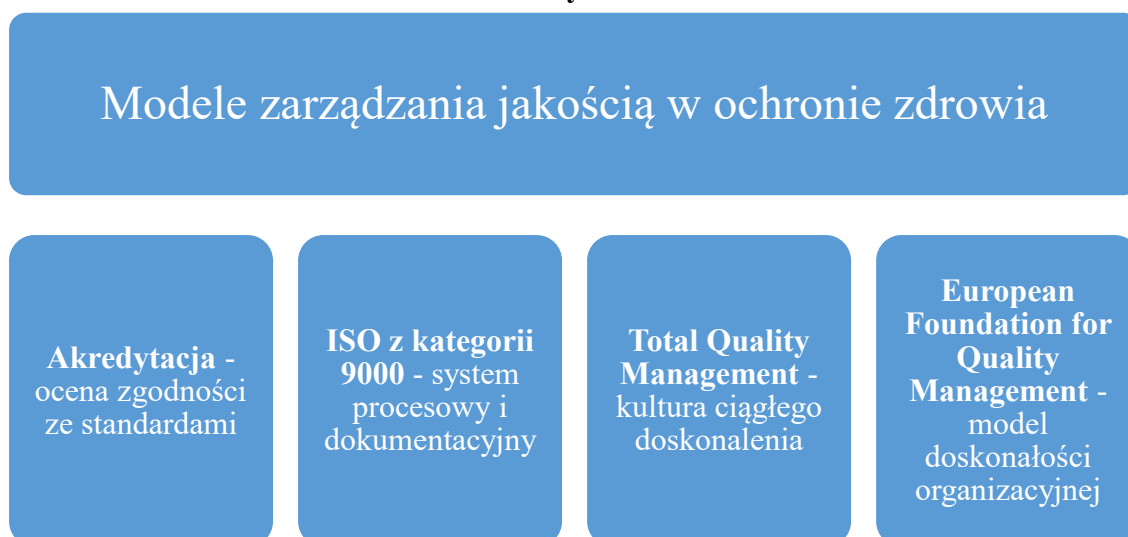 Modele zarządzania jakością w ochronie zdrowia
Akredytacja -
ocena zgodności
ze standardami
ISO z kategorii
9000 - system
procesowy i
dokumentacyjny
Total Quality
Management -
kultura ciągłego
doskonalenia
European
Foundation for
Quality
Management -
model
doskonałości
organizacyjnej